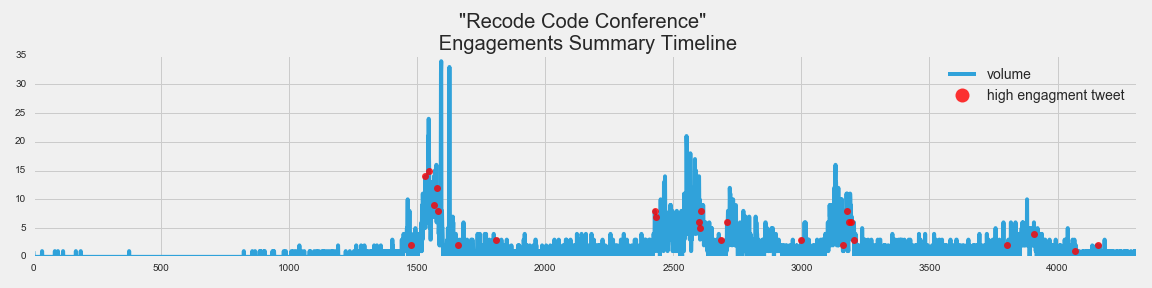 "Recode Code Conference"
Engagements Summary Timeline
35
30
25
20
15
10
5
0
volume
high engagment tweet
0 500 1000 1500 2000 2500 3000 3500 4000